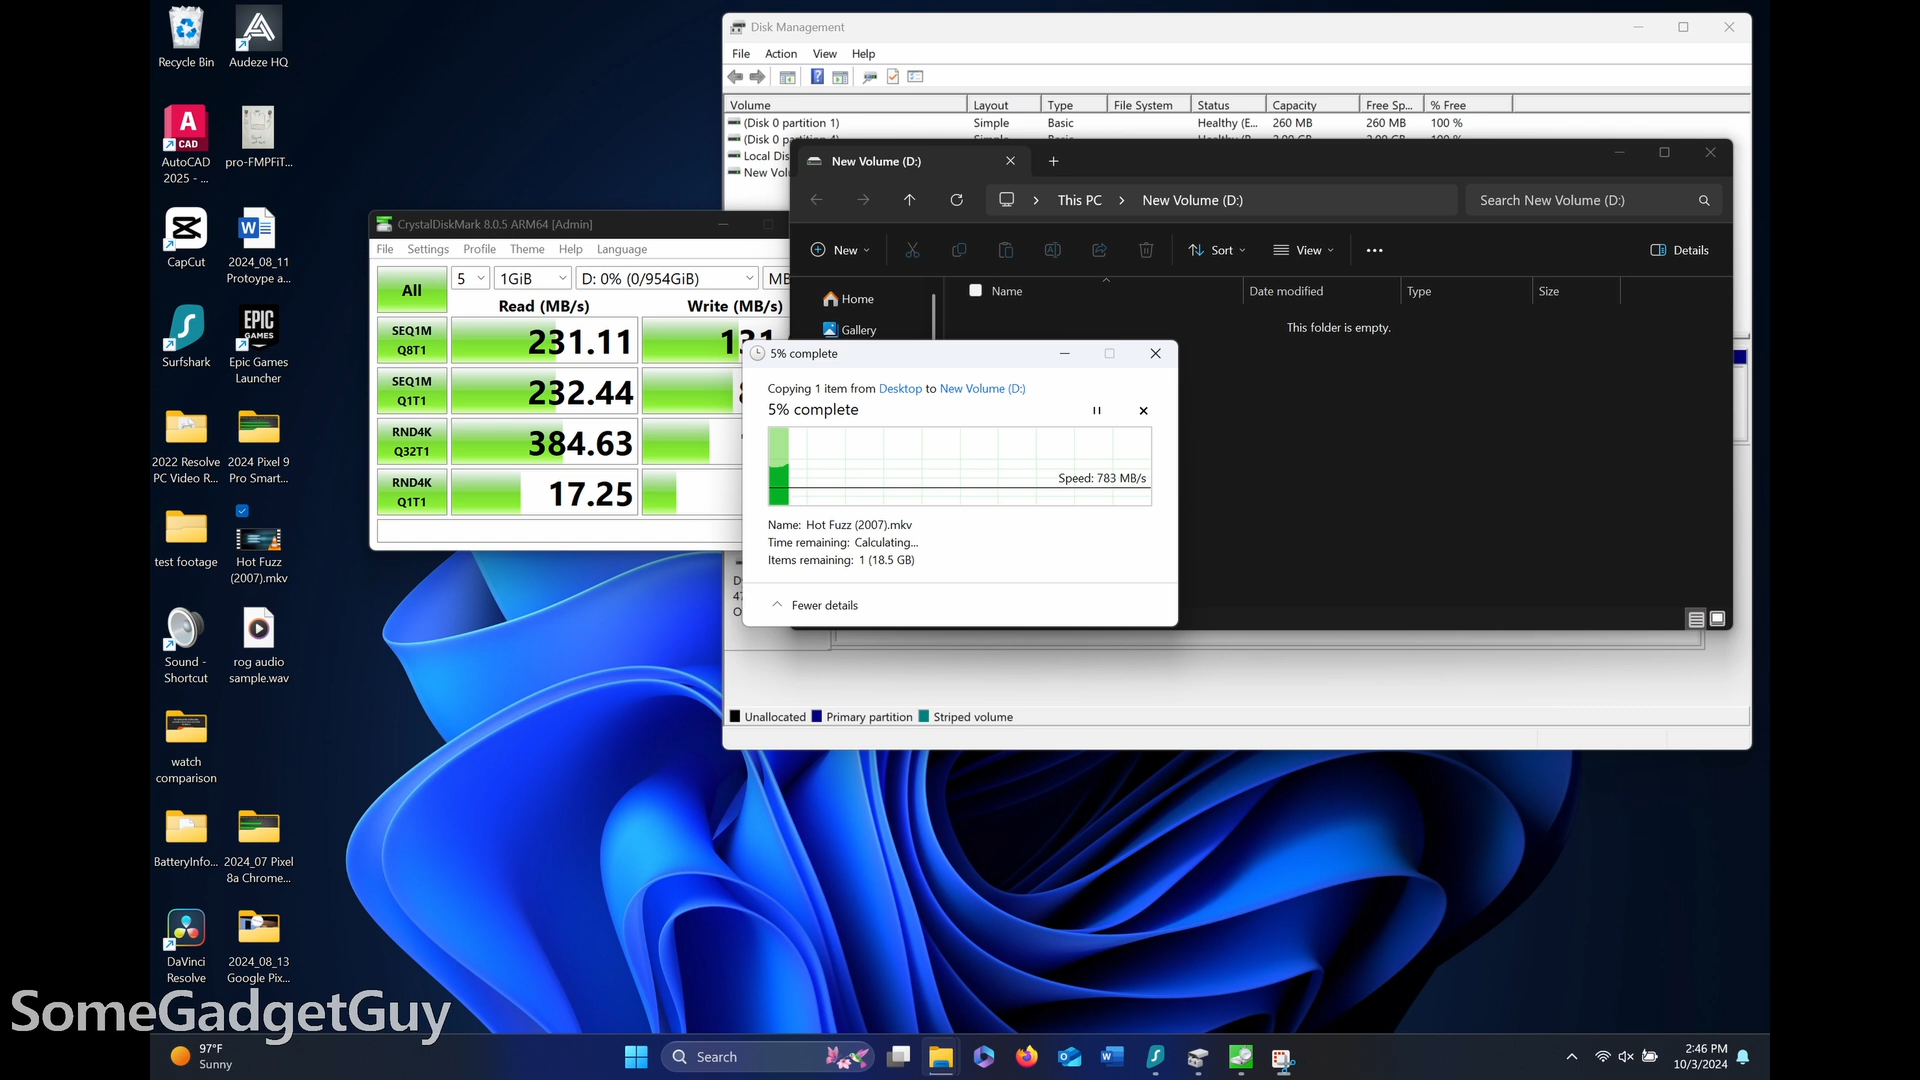 Recycle Bin
Audeze HQ
AutoCAD
2025 - ...
pro-FMPFiT...
CapCut
2024_08_11
Protoype a...
Surfshark
EPIC
GAMES
Epic Games
Launcher
2022 Resolve
PC Video R...
2024 Pixel 9
Pro Smart...
test footage
Hot Fuzz
(2007).mkv
Sound -
Shortcut
rog audio
sample.wav
watch
comparison
BatteryInfo...
2024_07 Pixel
8a Chrome...
DaVinci
Resolve
2024_08_13
Google Pix...
SomeGadgetGuy
Disk Management
File Action View Help
Volume Layout Type File System Status Capacity Free Sp... % Free
(Disk 0 partition 1) Simple Basic Healthy (E... 260 MB 260 MB 100 %
(Disk 0 partition 4)
Local Dis
New Volu
Unallocated Primary partition Striped volume
New Volume (D:)
This PC > New Volume (D:)
Search New Volume (D:)
New Sort View ... Details
Home
Gallery
Name Date modified Type Size
This folder is empty.
CrystalDiskMark 8.0.5 ARM64 [Admin]
File Settings Profile Theme Help Language
All 5 1GiB D: 0% (0/954GiB) MB
Read (MB/s) Write (MB/s)
SEQ1M
Q8T1
231.11 131
SEQ1M
Q1T1
232.44
RND4K
Q32T1
384.63
RND4K
Q1T1
17.25
5% complete
Copying 1 item from Desktop to New Volume (D:)
5% complete
Speed: 783 MB/s
Name: Hot Fuzz (2007).mkv
Time remaining: Calculating...
Items remaining: 1 (18.5 GB)
Fewer details
97°F
Sunny
Search
2:46 PM
10/3/2024